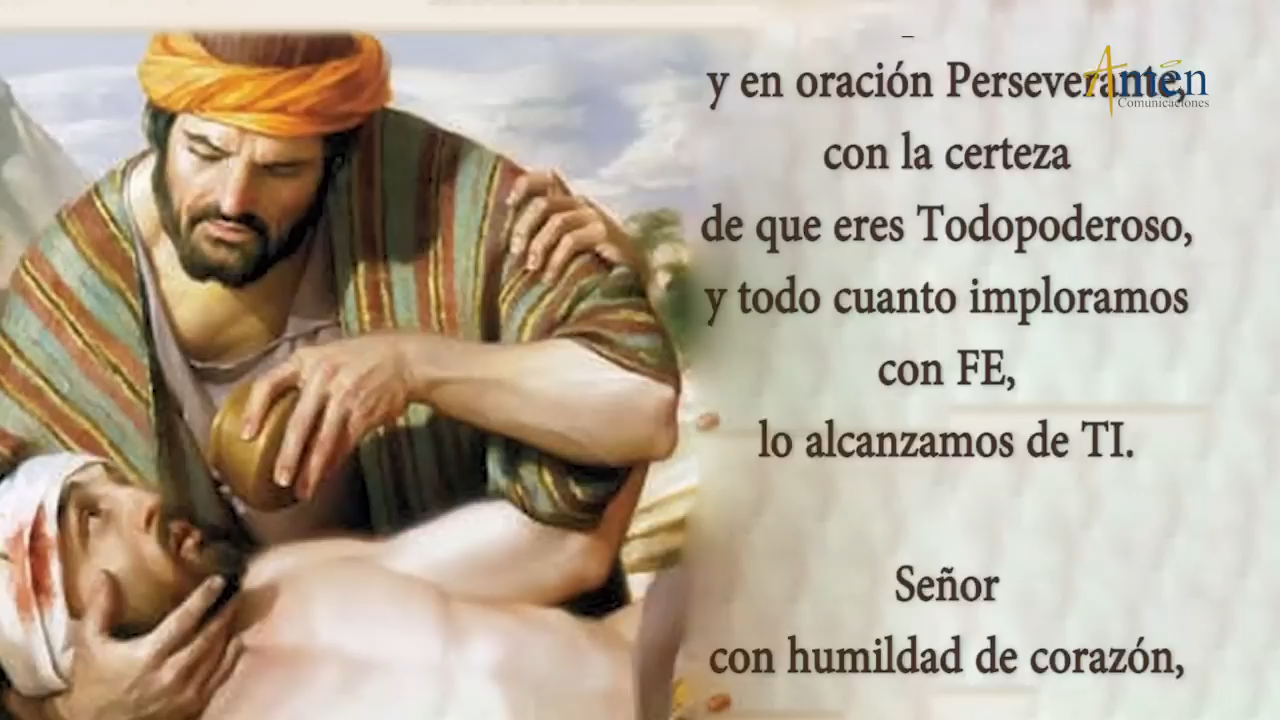 y en oración Perseverante,
Amén
Comunicaciones
con la certeza
de que eres Todopoderoso,
y todo cuanto imploramos
con FE,
lo alcanzamos de TI.
Señor
con humildad de corazón,